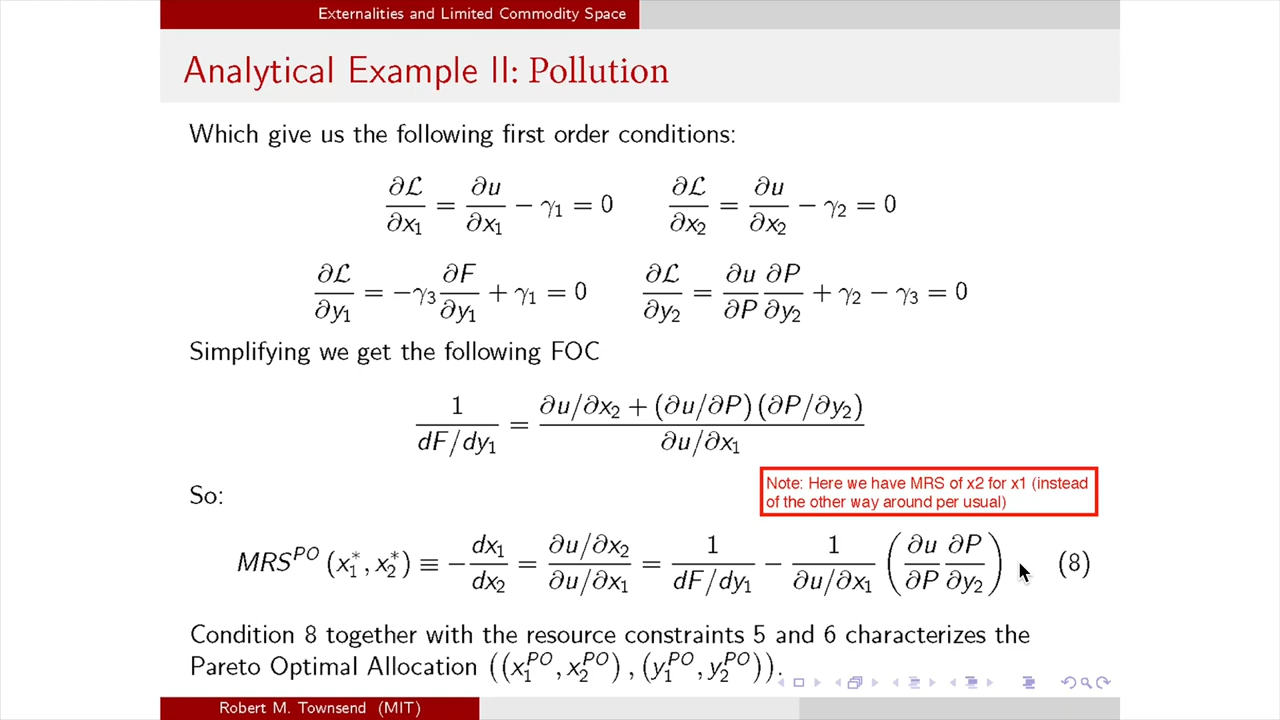 Externalities and Limited Commodity Space
Analytical Example II: Pollution
Which give us the following first order conditions:
∂ℒ/∂x₁ = ∂u/∂x₁ − γ₁ = 0    ∂ℒ/∂x₂ = ∂u/∂x₂ − γ₂ = 0
∂ℒ/∂y₁ = −γ₃ ∂F/∂y₁ + γ₁ = 0    ∂ℒ/∂y₂ = ∂u/∂P ∂P/∂y₂ + γ₂ − γ₃ = 0
Simplifying we get the following FOC
1/(dF/dy₁) = (∂u/∂x₂ + (∂u/∂P)(∂P/∂y₂))/(∂u/∂x₁)
Note: Here we have MRS of x2 for x1 (instead
of the other way around per usual)
So:
MRS^PO (x₁*, x₂*) ≡ −dx₁/dx₂ = (∂u/∂x₂)/(∂u/∂x₁) = 1/(dF/dy₁) − 1/(∂u/∂x₁) (∂u/∂P ∂P/∂y₂)    (8)
Condition 8 together with the resource constraints 5 and 6 characterizes the
Pareto Optimal Allocation ((x₁^PO, x₂^PO), (y₁^PO, y₂^PO)).
Robert M. Townsend (MIT)